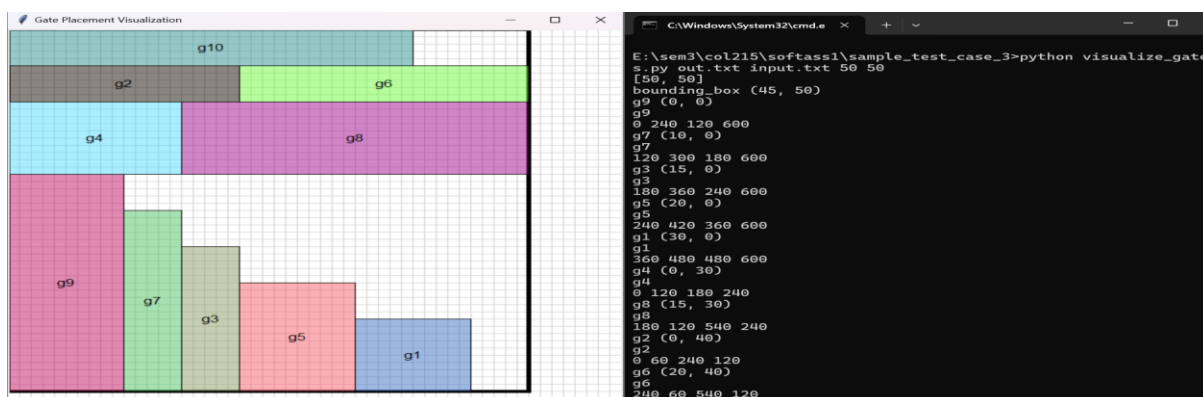 Gate Placement Visualization
g10
g2
g6
g4
g8
g9
g7
g3
g5
g1
C:\Windows\System32\cmd.e
E:\sem3\col215\softass1\sample_test_case_3>python visualize_gate
s.py out.txt input.txt 50 50
[50, 50]
bounding_box (45, 50)
g9 (0, 0)
g9
0 240 120 600
g7 (10, 0)
g7
120 300 180 600
g3 (15, 0)
g3
180 360 240 600
g5 (20, 0)
g5
240 420 360 600
g1 (30, 0)
g1
360 480 480 600
g4 (0, 30)
g4
0 120 180 240
g8 (15, 30)
g8
180 120 540 240
g2 (0, 40)
g2
0 60 240 120
g6 (20, 40)
g6
240 60 540 120